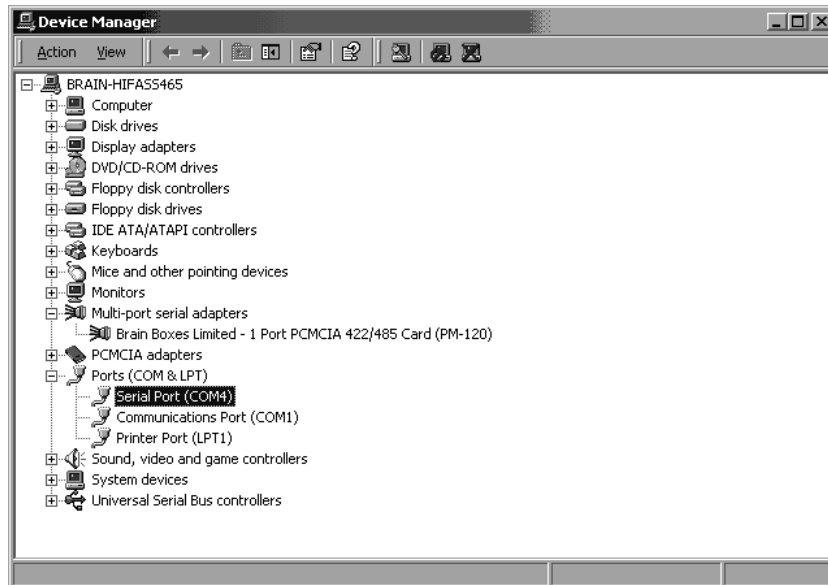 Device Manager
Action View
BRAIN-HIFASS465
Computer
Disk drives
Display adapters
DVD/CD-ROM drives
Floppy disk controllers
Floppy disk drives
IDE ATA/ATAPI controllers
Keyboards
Mice and other pointing devices
Monitors
Multi-port serial adapters
Brain Boxes Limited - 1 Port PCMCIA 422/485 Card (PM-120)
PCMCIA adapters
Ports (COM & LPT)
Serial Port (COM4)
Communications Port (COM1)
Printer Port (LPT1)
Sound, video and game controllers
System devices
Universal Serial Bus controllers